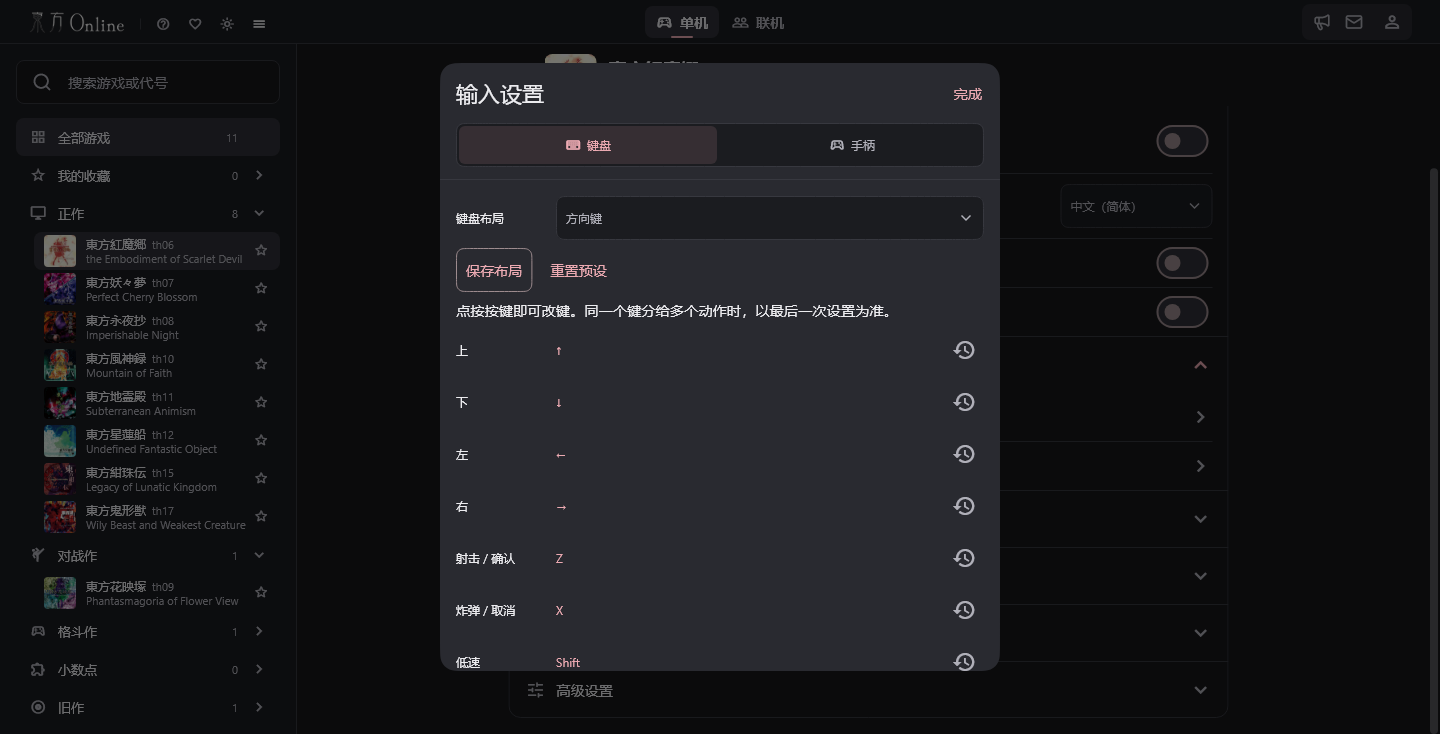 東方Online
单机
联机
搜索游戏或代号
全部游戏 11
我的收藏 0
正作 8
東方紅魔郷 th06
the Embodiment of Scarlet Devil
東方妖々夢 th07
Perfect Cherry Blossom
東方永夜抄 th08
Imperishable Night
東方風神録 th10
Mountain of Faith
東方地霊殿 th11
Subterranean Animism
東方星蓮船 th12
Undefined Fantastic Object
東方紺珠伝 th15
Legacy of Lunatic Kingdom
東方鬼形獣 th17
Wily Beast and Weakest Creature
对战作 1
東方花映塚 th09
Phantasmagoria of Flower View
格斗作 1
小数点 0
旧作 1
输入设置
完成
键盘
手柄
键盘布局
方向键
保存布局
重置预设
点按按键即可改键。同一个键分给多个动作时，以最后一次设置为准。
上 ↑
下 ↓
左 ←
右 →
射击 / 确认 Z
炸弹 / 取消 X
低速 Shift
中文（简体）
高级设置